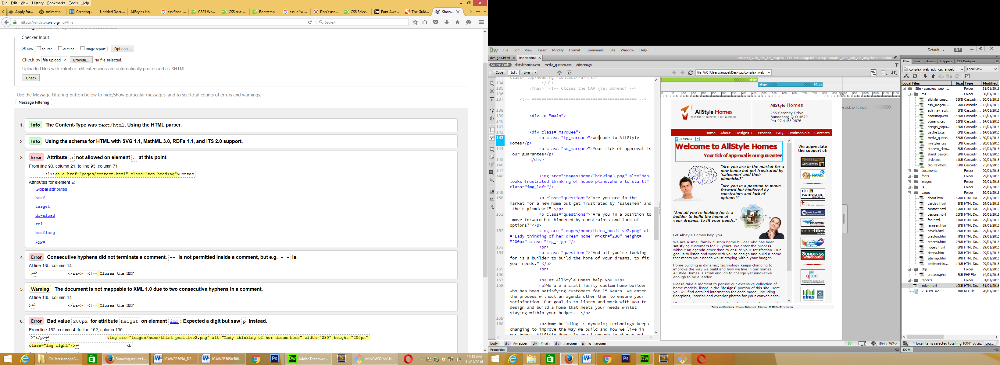 File Edit View History Bookmarks Tools Help
Apply for... Animatin... Creating ... Untitled Docu... AllStyles Ho... css float -... CSS3 We... CSS text-... Bootstrap... css id^= ... Don't use... CSS Selec... Font Awe... The Guid... Show...
https://validator.w3.org/nu/#file
Search
Checker Input
Show source outline image report Options...
Check by file upload Browse... No file selected.
Uploaded files with xhtml or .xht extensions are automatically processed as XHTML.
Check
Use the Message Filtering button below to hide/show particular messages, and to see total counts of errors and warnings.
Message Filtering
1. Info The Content-Type was text/html. Using the HTML parser.
2. Info Using the schema for HTML with SVG 1.1, MathML 3.0, RDFa 1.1, and ITS 2.0 support.
3. Error Attribute a not allowed on element a at this point.
From line 93, column 21; to line 93, column 71
<li><a a href="pages/contact.html" class="top-heading">Contac
Attributes for element a:
Global attributes
href
target
download
rel
hreflang
type
4. Error Consecutive hyphens did not terminate a comment. -- is not permitted inside a comment, but e.g. - - is.
At line 135, column 14
>↩ </nav> <!-- Closes the NAV
5. Warning The document is not mappable to XML 1.0 due to two consecutive hyphens in a comment.
At line 135, column 14
>↩ </nav> <!-- Closes the NAV
6. Error Bad value 200px for attribute height on element img: Expected a digit but saw p instead.
From line 152, column 4; to line 152, column 130
?"</p>↩ <img src="images/home/think_positive2.png" alt="Lady thinking of her dream home" width="230" height="200px"
class="img_right"/>↩ <b
C:\Users\angpal\... Showing results f... ICAWEB505A_DR... ICAWEB505A506... Adobe Dreamwe... MINGW32:/c/Us...
12:13 AM
31/01/2016
Dw File Edit View Insert Modify Format Commands Site Window Help Default
designs.html index.html complex_web_adv_css_angelo - C:\Users\angpal\Desktop\complex_web_adv_css_angelo\index.html
Source Code allstylehomes.css media_queries.css ddmenu.js
Code Split Live file:///C|/Users/angpal/Desktop/complex_web_
class="top-heading">Contact</a></li>
134 </ul>
135 </nav> <!-- Closes the NAV (ie: ddmenu) -->
136
137 <!-- =========================================== -->
138
139 <div id="main">
140
141
142 <div class="marquee">
143 <p class="lg_marquee">Welcome to AllStyle
Homes</p>
144 <p class="sm_marquee">Your tick of approval is
our guarantee</p>
145 </div>
146
147
148 <img src="images/home/Thinking3.png" alt="Man
looks frustrated thinking of house plans.Where to start!"
class="img_left"/>
149
150 <p class="questions">"Are you are in the
market for a new home but get frustrated by 'salesmen' and
their gimmicks?" </p>
151 <p class="questions">"Are you in a position to
move forward but hindered by constraints and lack of
options?"</p>
152 <img src="images/home/think_positive2.png" alt
="Lady thinking of her dream home" width="230" height=
"200px" class="img_right"/>
153 <br>
154 <p class="questions">"And all you're looking
for is a builder to build the home of your dreams, to fit
your needs." </p>
155 <br>
156
157 <p>Let AllStyle Homes help you.</p>
158 <p>We are a small family custom home builder
who has been satisfying customers for 15 years. We enter
the process without an agenda other than to ensure your
satisfaction. Our goal is to listen and work with you to
design and build a home that meets your needs whilst
staying within your budget. </p>
159
160 <p>Home building is dynamic; technology keeps
changing to improve the way we build and how we live in
our homes. AllStyle Homes is small enough to change yet
body div #wrapper div #main div .marquee p .lg_marquee
594 x 797
Properties
480px
481px 801px
0 50 100 150 200 250 300 350 400 450 500 550 600 650 700 750 800 850 900 950 1000 1050 1100 1150
e click to fit width
AllStyle Homes
Your tick of approval is our guarantee
AllStyle Homes
255 Serenity Drive
Bundaberg QLD 4670
Ph: 07 4153 9876
Home About Designs + Process FAQ Testimonials Contacts
p .lg_marquee
Welcome to AllStyle Homes
Your tick of approval is our guarantee
"Are you are in the market for a
new home but get frustrated by
'salesmen' and their
gimmicks?"
"Are you in a position to move
forward but hindered by
constraints and lack of
options?"
"And all you're looking for is a
builder to build the home of
your dreams, to fit your needs."
Let AllStyle Homes help you.
We are a small family custom home builder who has been
satisfying customers for 15 years. We enter the process
without an agenda other than to ensure your satisfaction. Our
goal is to listen and work with you to design and build a home
that meets your needs whilst staying within your budget.
Home building is dynamic; technology keeps changing to
improve the way we build and how we live in our homes.
AllStyle Homes is small enough to change yet innovative
enough to be a leader.
Please take a moment to peruse our extensive collection of
home models, listed in the "designs" portion of this site. Here
you will find detailed information for each model, including
floorplans, interior and exterior photos for your convenience.
Terms and Conditions | Privacy Statement | Sitemap | © 2015 AllStyle Homes
We appreciate
the support of:
TIM STEWART
ARCHITECTS
RAMS
PARKSIDE
GROUP
Holcim Australia
Neil Hewitt
RIDGEWAY
metrotiles
Wholesale
Paint
Group
BUNNINGS
warehouse
qbcc
cbus
Files Insert Assets Snippets CSS Designer
complex_web_adv_css_angelo Local view
Local Files Size Type Modified
Site - complex_web_... Folder 31/01/2016
css Folder 30/01/2016
allstylehomes... 33KB Cascadin... 30/01/2016
ash_imagem... 2KB Cascadin... 14/01/2016
ash_nav_styl... 3KB Cascadin... 14/01/2016
bootstrap.css 145KB Cascadin... 14/01/2016
ddmenu.css 11KB Cascadin... 14/01/2016
deisign_popu... 13KB Cascadin... 14/01/2016
gistfile1.css 6KB Cascadin... 14/01/2016
media_querie... 56KB Cascadin... 30/01/2016
mystyles.css 3KB Cascadin... 20/01/2016
process_slids... 8KB Cascadin... 14/01/2016
stand_design... 2KB Cascadin... 14/01/2016
style.css 11KB Cascadin... 20/01/2016
tab_textbox.... 8KB Cascadin... 23/01/2016
documents Folder 29/01/2016
fonts Folder 29/01/2016
images Folder 29/01/2016
js Folder 29/01/2016
pages Folder 30/01/2016
about.html 12KB HTML Do... 29/01/2016
barclay.html 8KB HTML Do... 29/01/2016
contact.html 12KB HTML Do... 29/01/2016
designs.html 10KB HTML Do... 30/01/2016
faq.html 11KB HTML Do... 29/01/2016
jannsen.html 8KB HTML Do... 29/01/2016
novelli.html 8KB HTML Do... 29/01/2016
preston.html 7KB HTML Do... 29/01/2016
process.html 25KB HTML Do... 29/01/2016
ridgely.html 8KB HTML Do... 29/01/2016
sienna.html 7KB HTML Do... 29/01/2016
sitemap.html 7KB HTML Do... 29/01/2016
testimonials.... 14KB HTML Do... 29/01/2016
php Folder 29/01/2016
process.php 3KB PHP File 14/01/2016
reports Folder 31/01/2016
index.html 10KB HTML Do... 31/01/2016
README.md 1KB MD File 20/01/2016
1 local items selected totalling 10041 bytes. Log...
DOM